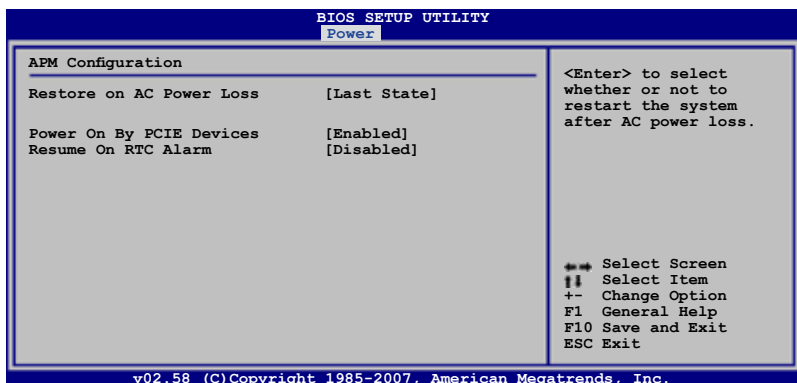 BIOS SETUP UTILITY
Power
APM Configuration
Restore on AC Power Loss [Last State]
Power On By PCIE Devices [Enabled]
Resume On RTC Alarm [Disabled]
<Enter> to select
whether or not to
restart the system
after AC power loss.
←→ Select Screen
↑↓ Select Item
+- Change Option
F1 General Help
F10 Save and Exit
ESC Exit
v02.58 (C)Copyright 1985-2007, American Megatrends, Inc.